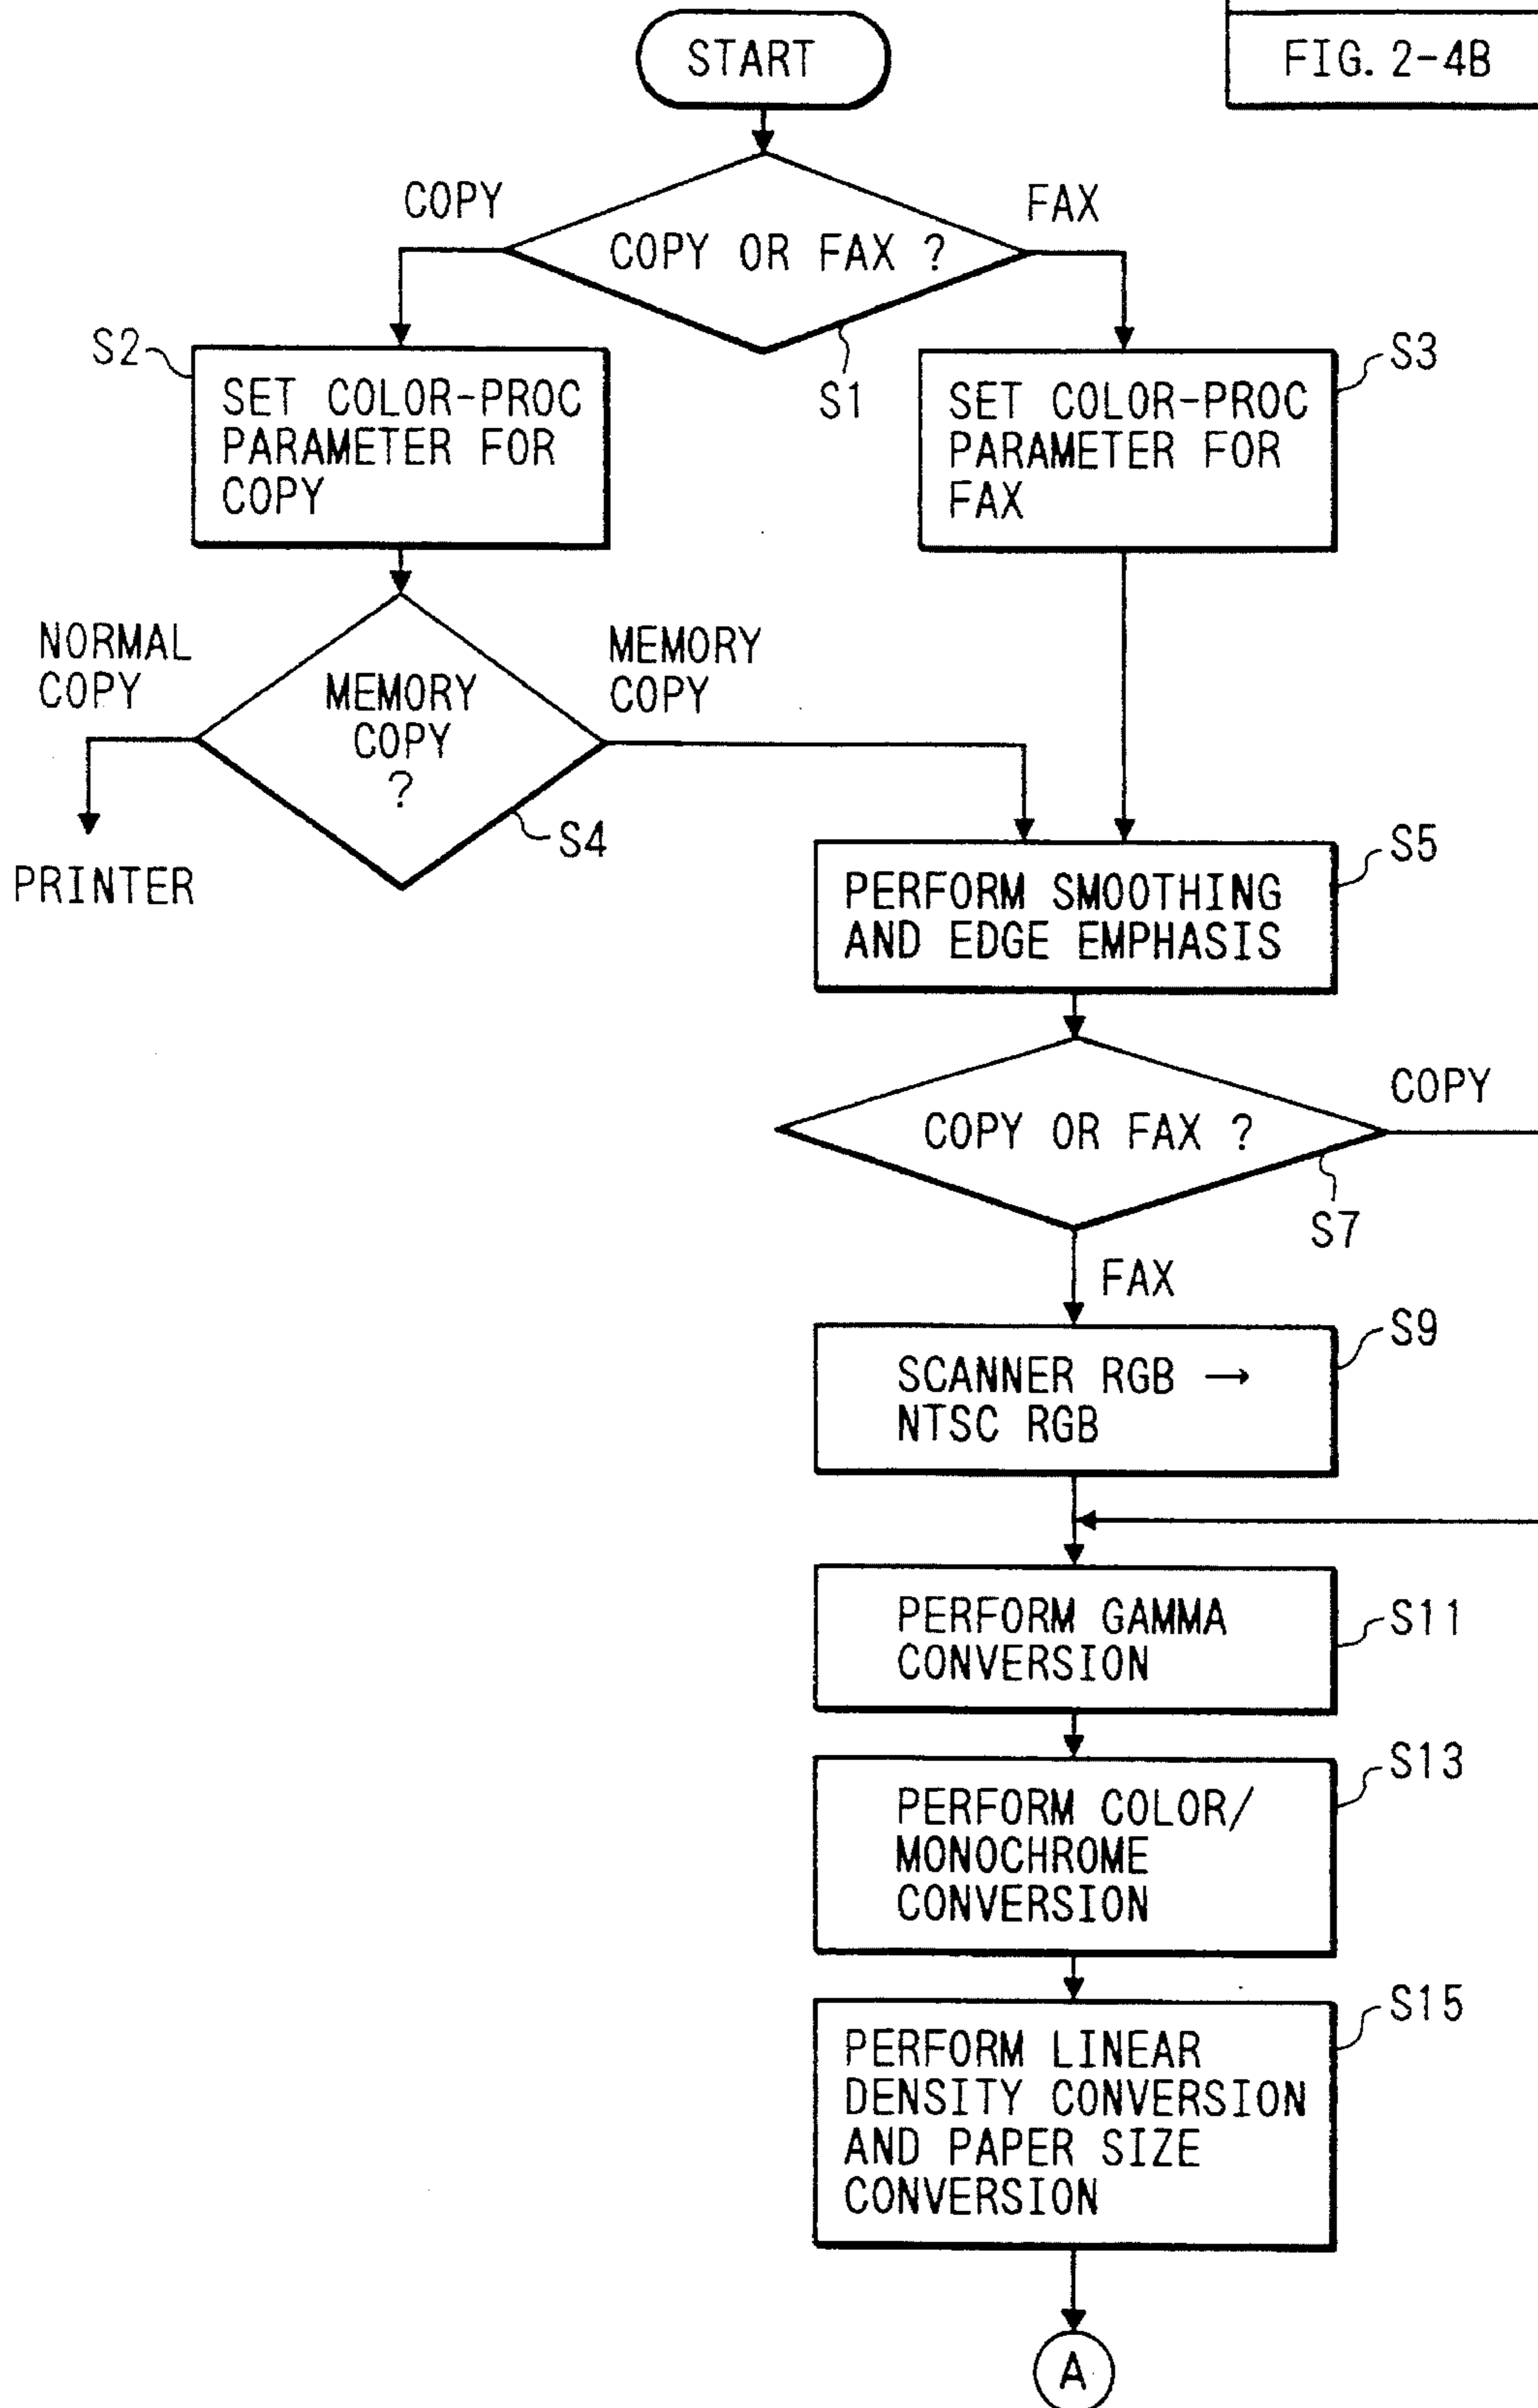 FIG. 2-4B
START
COPY
FAX
COPY OR FAX ?
S1
S2
SET COLOR-PROC
PARAMETER FOR
COPY
S3
SET COLOR-PROC
PARAMETER FOR
FAX
NORMAL
COPY
MEMORY
COPY
?
MEMORY
COPY
S4
PRINTER
S5
PERFORM SMOOTHING
AND EDGE EMPHASIS
COPY OR FAX ?
COPY
S7
FAX
S9
SCANNER RGB →
NTSC RGB
PERFORM GAMMA
CONVERSION
S11
S13
PERFORM COLOR/
MONOCHROME
CONVERSION
S15
PERFORM LINEAR
DENSITY CONVERSION
AND PAPER SIZE
CONVERSION
A